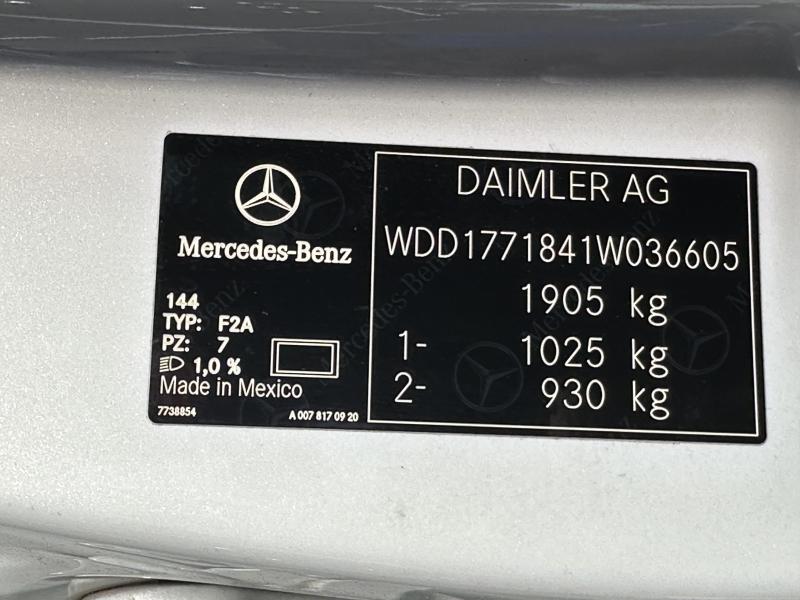 Mercedes-Benz
144
TYP: F2A
PZ: 7
1,0 %
Made in Mexico
7738854
A 007 817 09 20
DAIMLER AG
WDD1771841W036605
1905 kg
1- 1025 kg
2- 930 kg